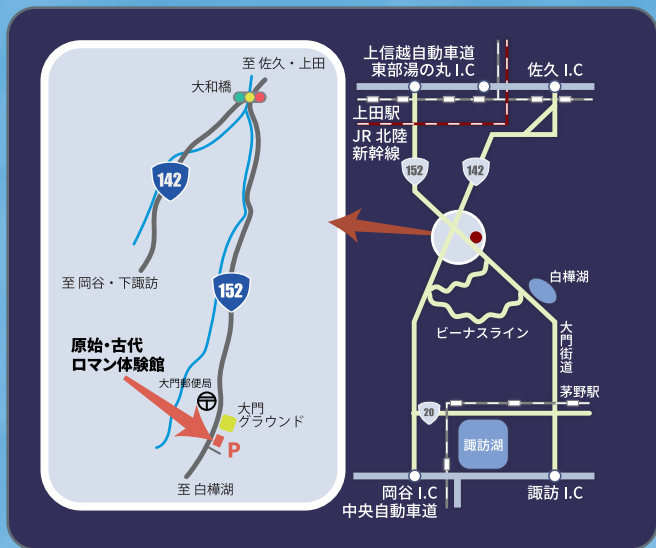 至 佐久・上田
大和橋
142
至 岡谷・下諏訪
152
原始・古代
ロマン体験館
大門郵便局
大門
グラウンド
P
至 白樺湖
上信越自動車道
東部湯の丸 I.C
佐久 I.C
上田駅
JR 北陸
新幹線
152
142
白樺湖
ビーナスライン
大門街道
茅野駅
20
諏訪湖
岡谷 I.C
諏訪 I.C
中央自動車道